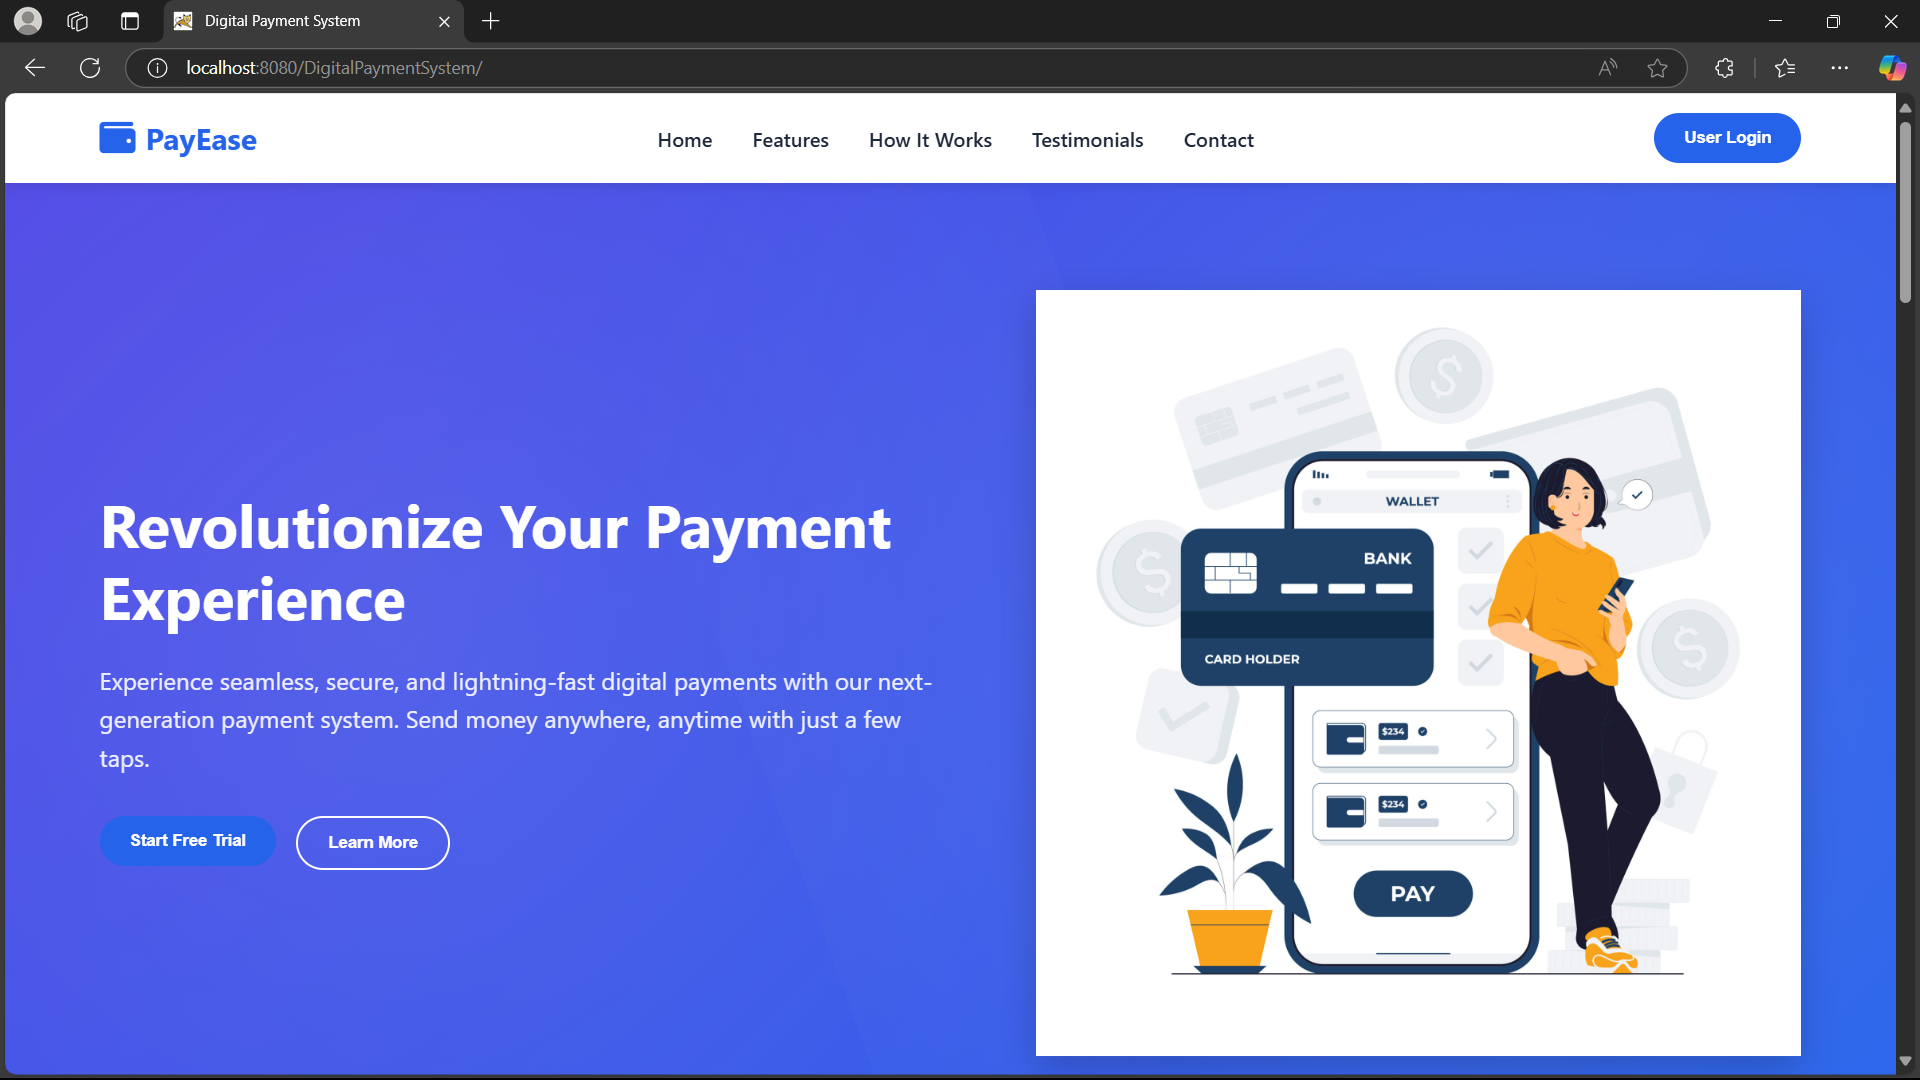 Digital Payment System
localhost:8080/DigitalPaymentSystem/
PayEase
Home
Features
How It Works
Testimonials
Contact
User Login
Revolutionize Your Payment
Experience
Experience seamless, secure, and lightning-fast digital payments with our next-
generation payment system. Send money anywhere, anytime with just a few
taps.
Start Free Trial
Learn More
WALLET
BANK
CARD HOLDER
$234
$234
PAY